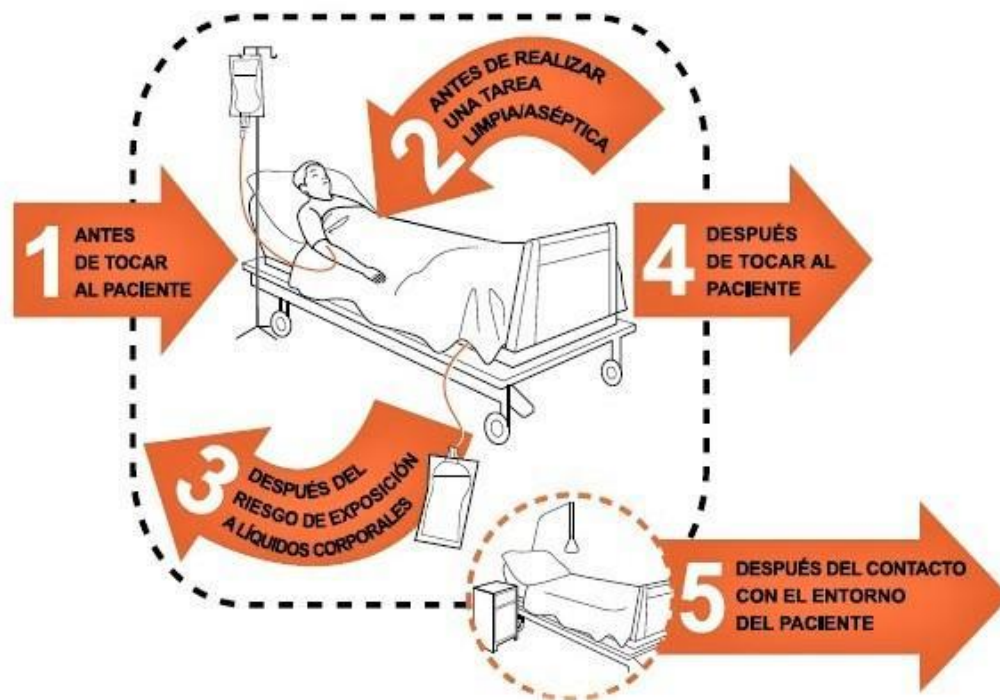 1 ANTES
DE TOCAR
AL PACIENTE
2 ANTES DE REALIZAR
UNA TAREA
LIMPIA/ASÉPTICA
3 DESPUÉS DEL
RIESGO DE EXPOSICIÓN
A LÍQUIDOS CORPORALES
4 DESPUÉS
DE TOCAR AL
PACIENTE
5 DESPUÉS DEL CONTACTO
CON EL ENTORNO
DEL PACIENTE